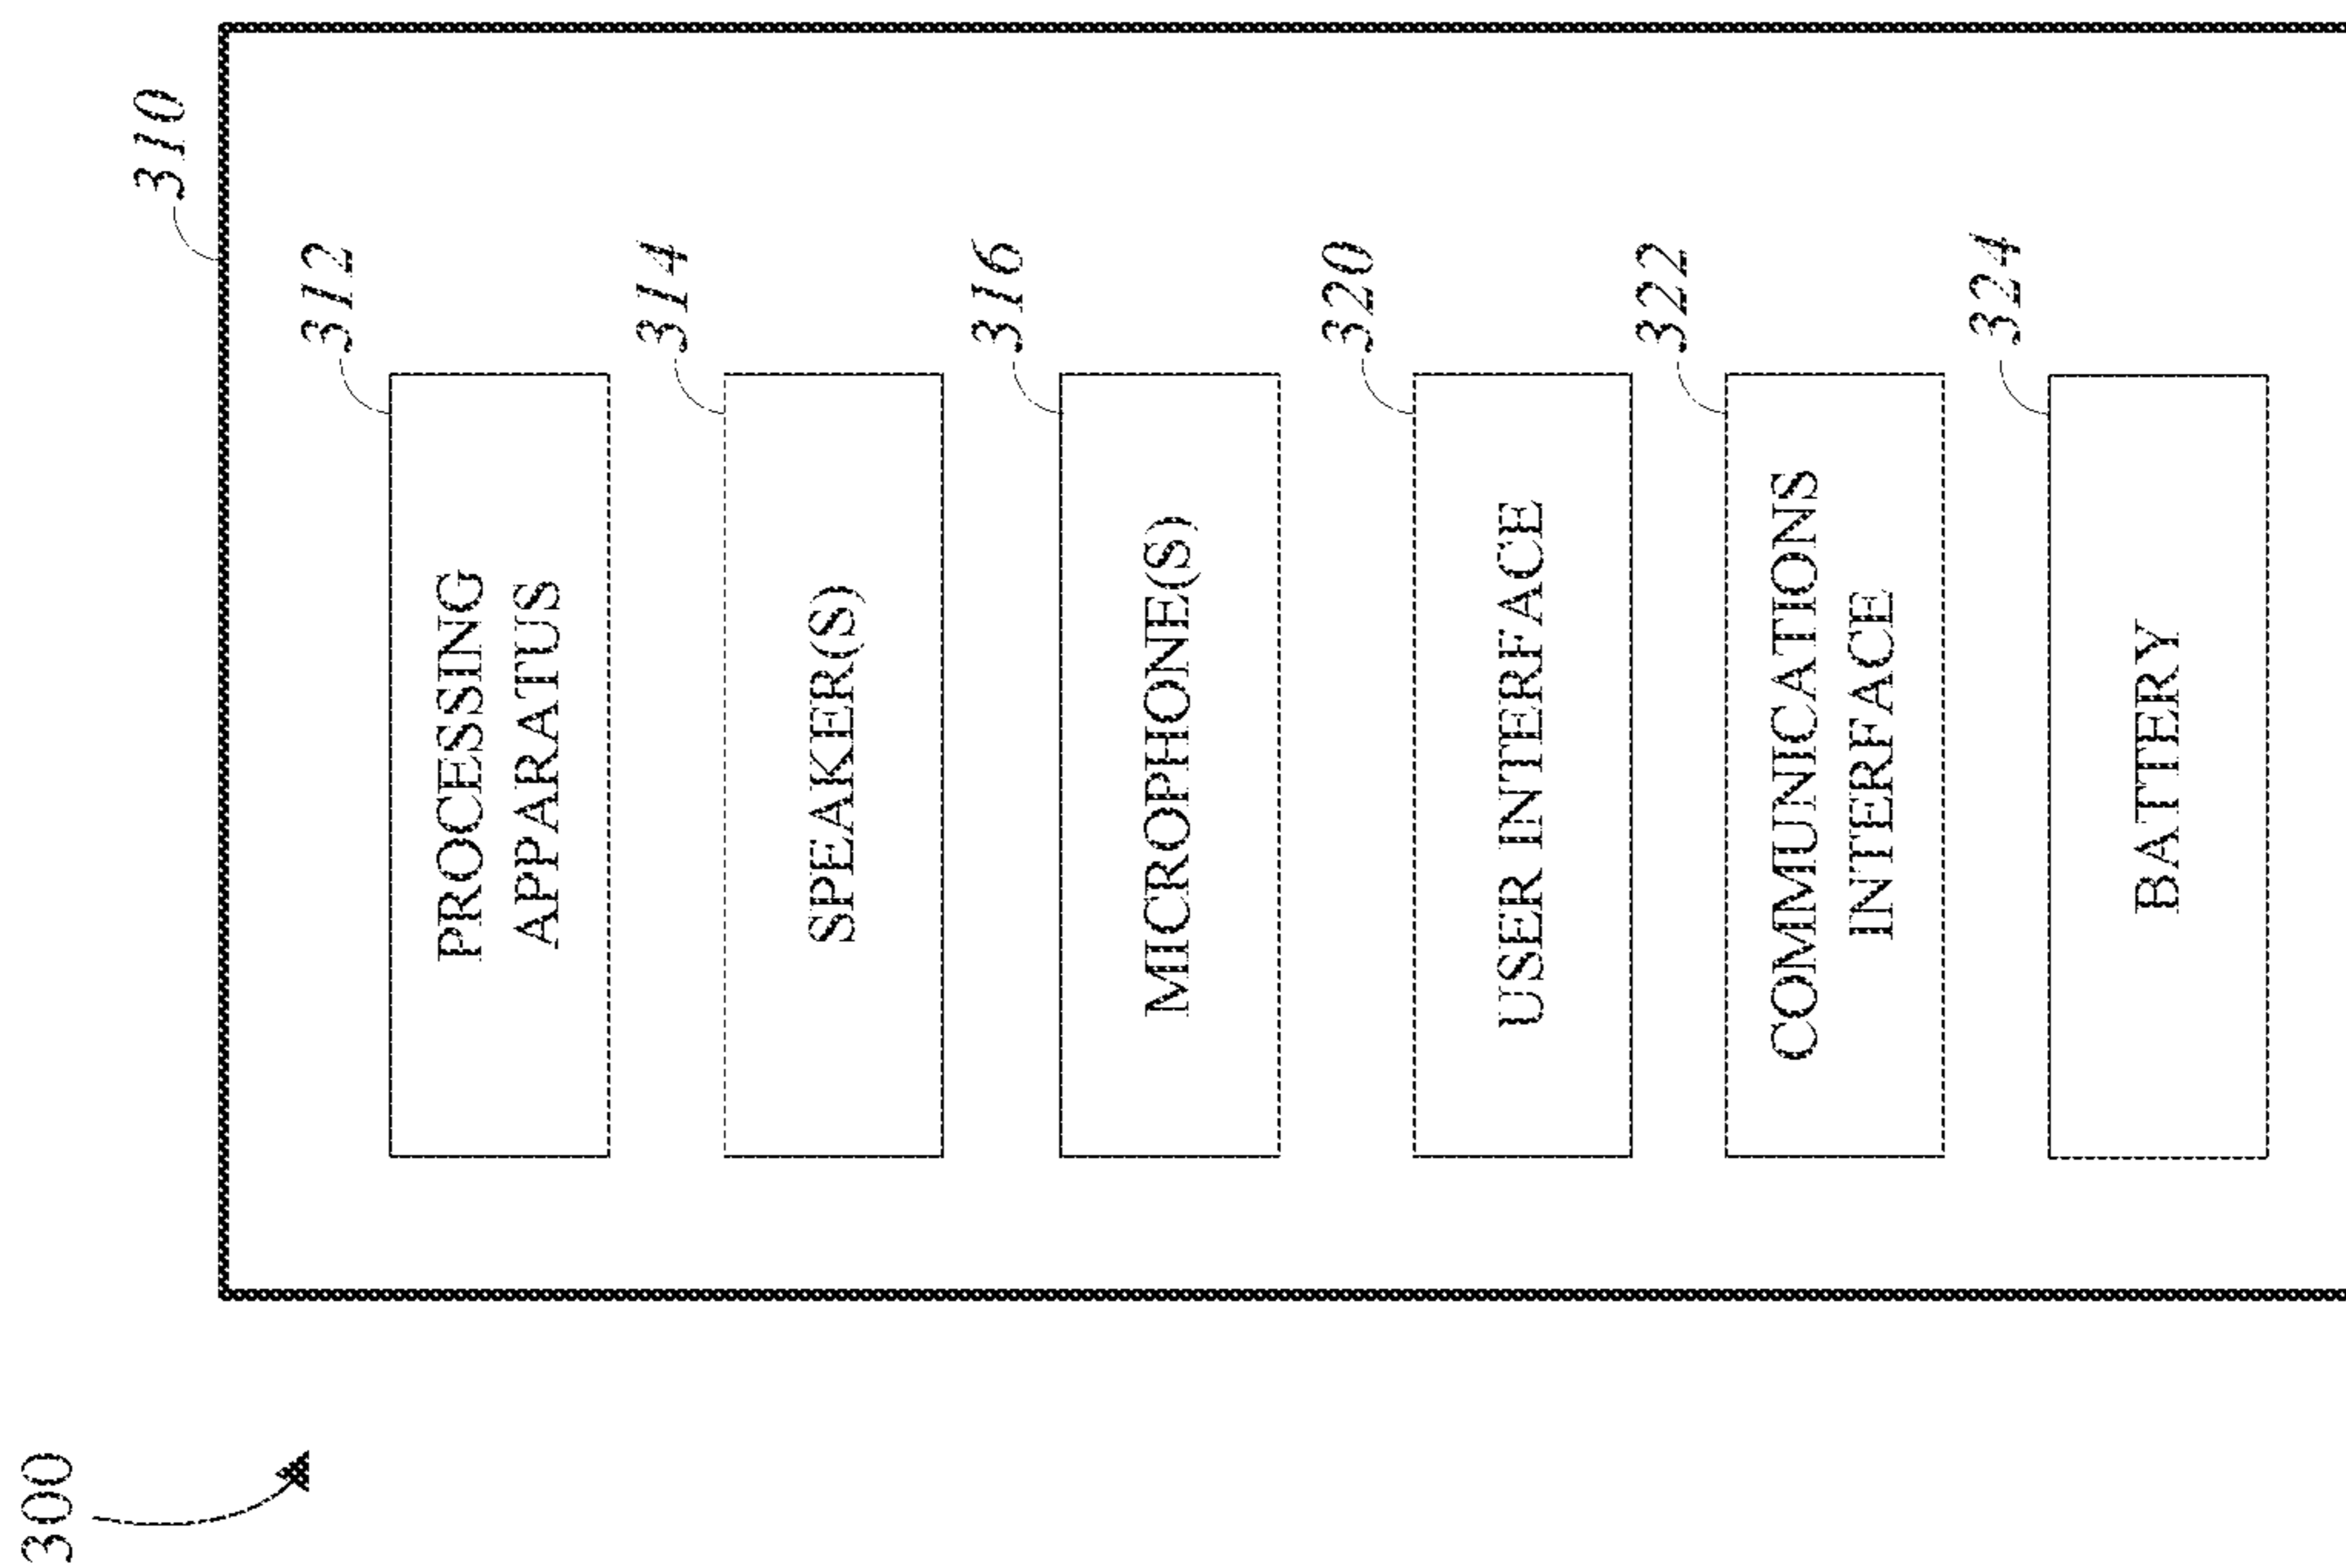 300
310
312
PROCESSING
APPARATUS
314
SPEAKER(S)
316
MICROPHONE(S)
320
USER INTERFACE
322
COMMUNICATIONS
INTERFACE
324
BATTERY